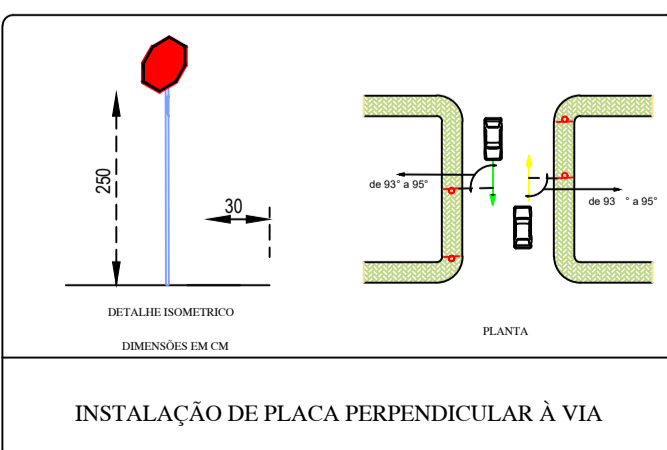 250
30
DETALHE ISOMETRICO
DIMENSÕES EM CM
de 93° a 95°
de 93 ° a 95°
PLANTA
INSTALAÇÃO DE PLACA PERPENDICULAR À VIA